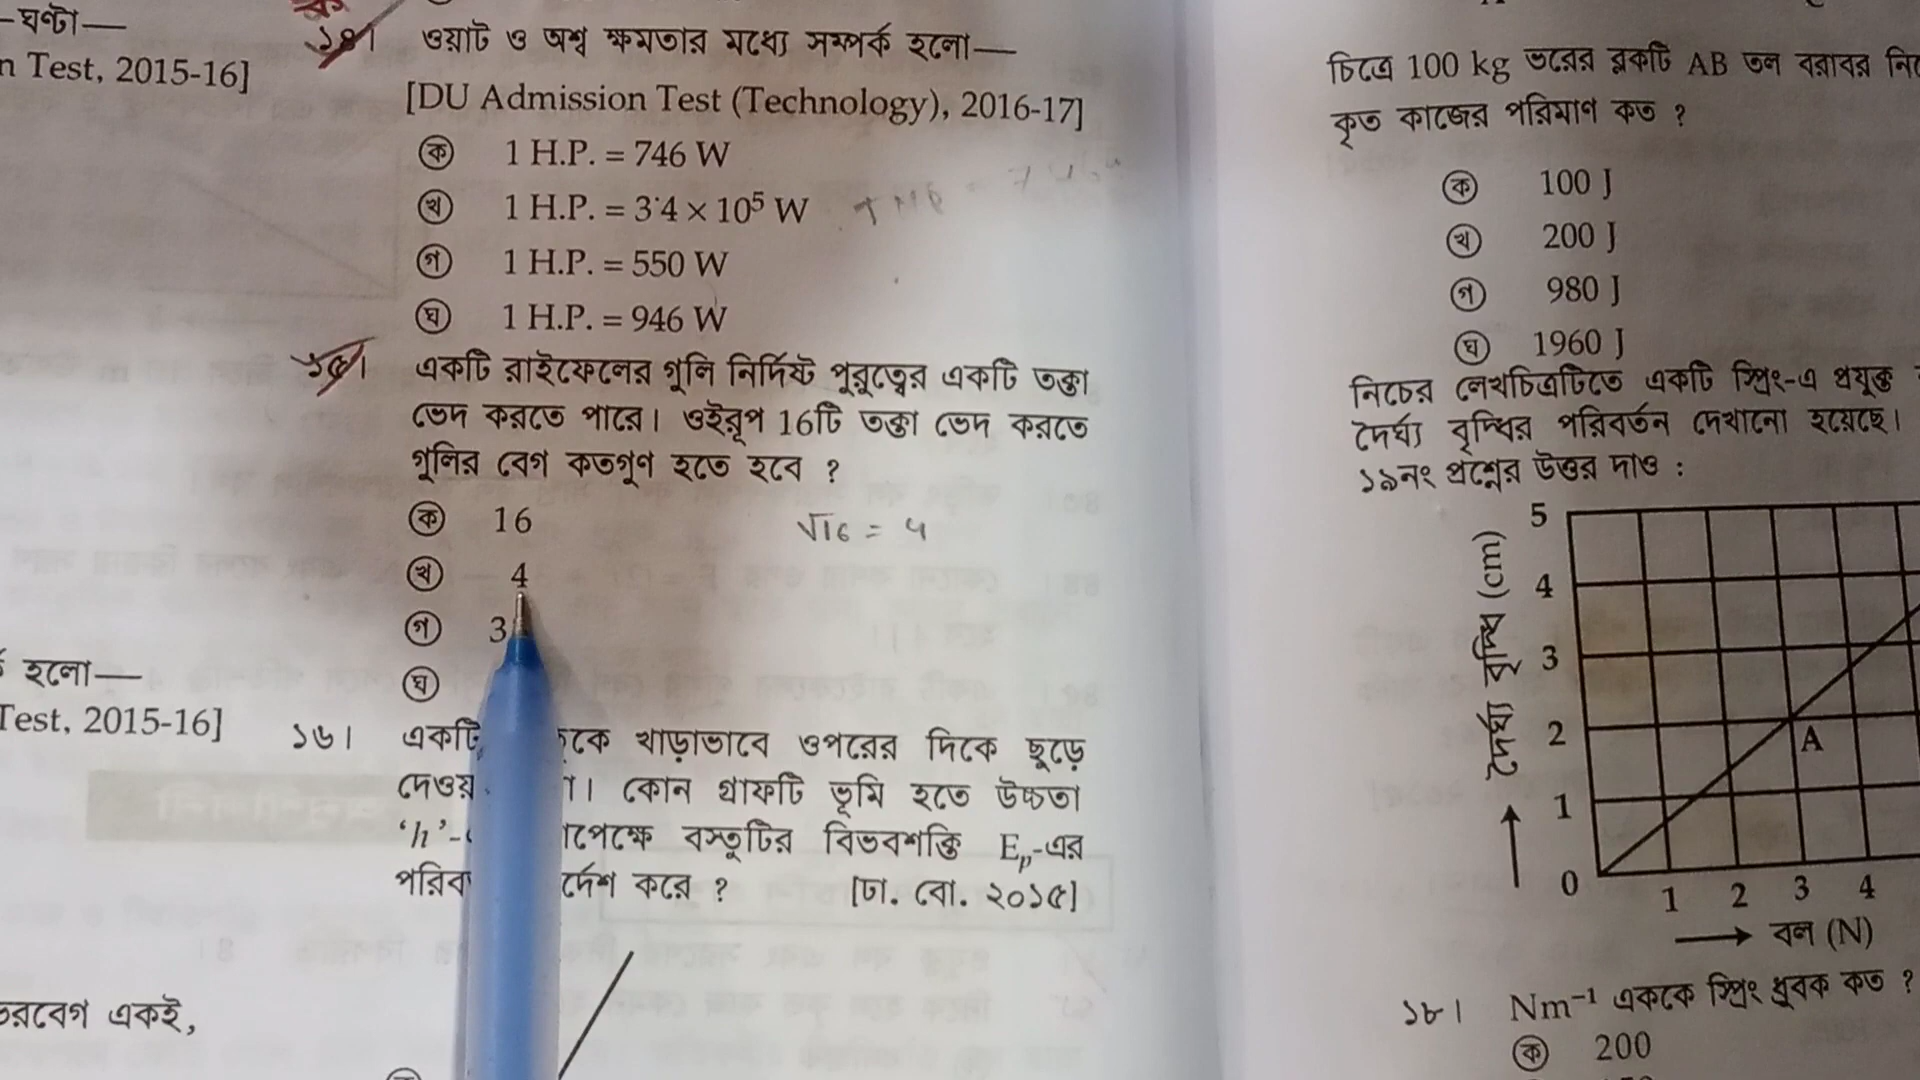 —ঘণ্টা—
n Test, 2015-16]
হলো—
Test, 2015-16]
রবেগ একই,
১৪। ওয়াট ও অশ্ব ক্ষমতার মধ্যে সম্পর্ক হলো—
[DU Admission Test (Technology), 2016-17]
ক 1 H.P. = 746 W
খ 1 H.P. = 3·4 × 10⁵ W
গ 1 H.P. = 550 W
ঘ 1 H.P. = 946 W
১৫। একটি রাইফেলের গুলি নির্দিষ্ট পুরুত্বের একটি তক্তা
ভেদ করতে পারে। ওইরূপ 16টি তক্তা ভেদ করতে
গুলির বেগ কতগুণ হতে হবে ?
ক 16
√16 = 4
খ 4
গ 3
ঘ
১৬। একটি কে খাড়াভাবে ওপরের দিকে ছুড়ে
দেওয় কোন গ্রাফটি ভূমি হতে উচ্চতা
‘h’- পেক্ষে বস্তুটির বিভবশক্তি Eₚ-এর
পরিব র্দেশ করে ? [ঢা. বো. ২০১৫]
চিত্রে 100 kg ভরের ব্লকটি AB তল বরাবর
কৃত কাজের পরিমাণ কত ?
ক 100 J
খ 200 J
গ 980 J
ঘ 1960 J
নিচের লেখচিত্রটিতে একটি স্প্রিং-এ প্রযুক্ত
দৈর্ঘ্য বৃদ্ধির পরিবর্তন দেখানো হয়েছে।
১৯নং প্রশ্নের উত্তর দাও :
দৈর্ঘ্য বৃদ্ধি (cm)
5
4
3
2
1
0
A
1 2 3 4
বল (N)
১৮। Nm⁻¹ এককে স্প্রিং ধ্রুবক কত ?
ক 200